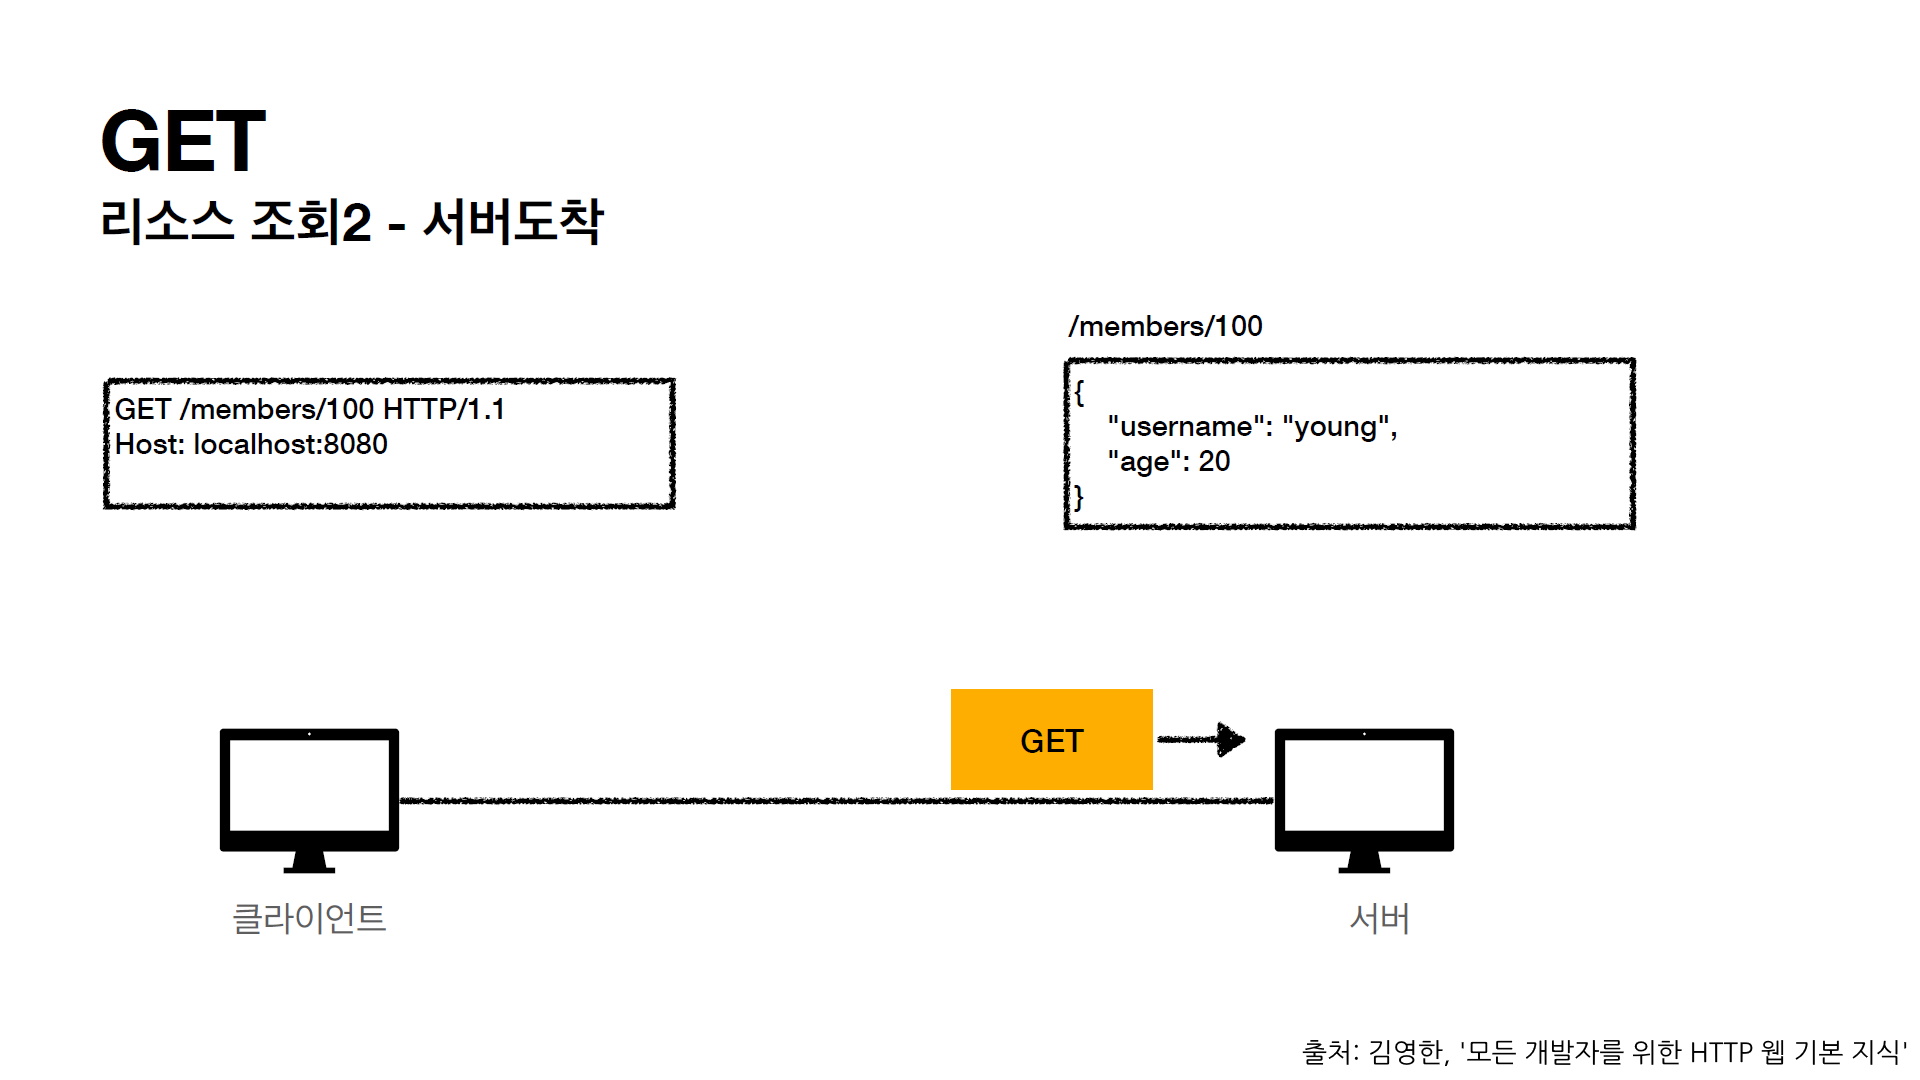 GET
리소스 조회2 - 서버도착
/members/100
GET /members/100 HTTP/1.1
Host: localhost:8080
{
"username": "young",
"age": 20
}
GET
클라이언트
서버
출처: 김영한, '모든 개발자를 위한 HTTP 웹 기본 지식'